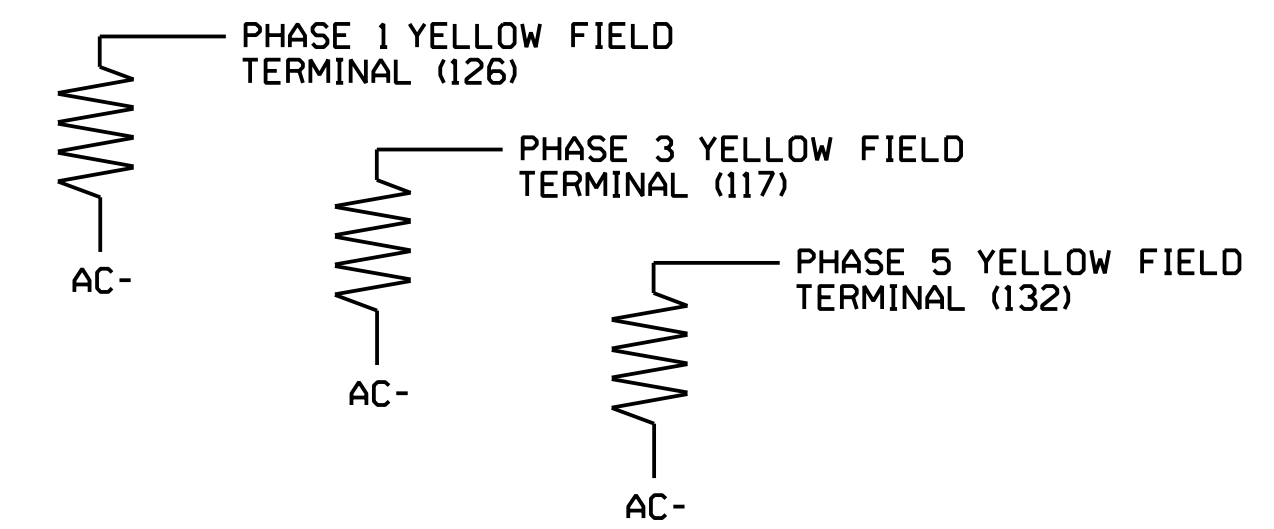 PHASE 1 YELLOW FIELD
TERMINAL (126)
AC-
PHASE 3 YELLOW FIELD
TERMINAL (117)
AC-
PHASE 5 YELLOW FIELD
TERMINAL (132)
AC-